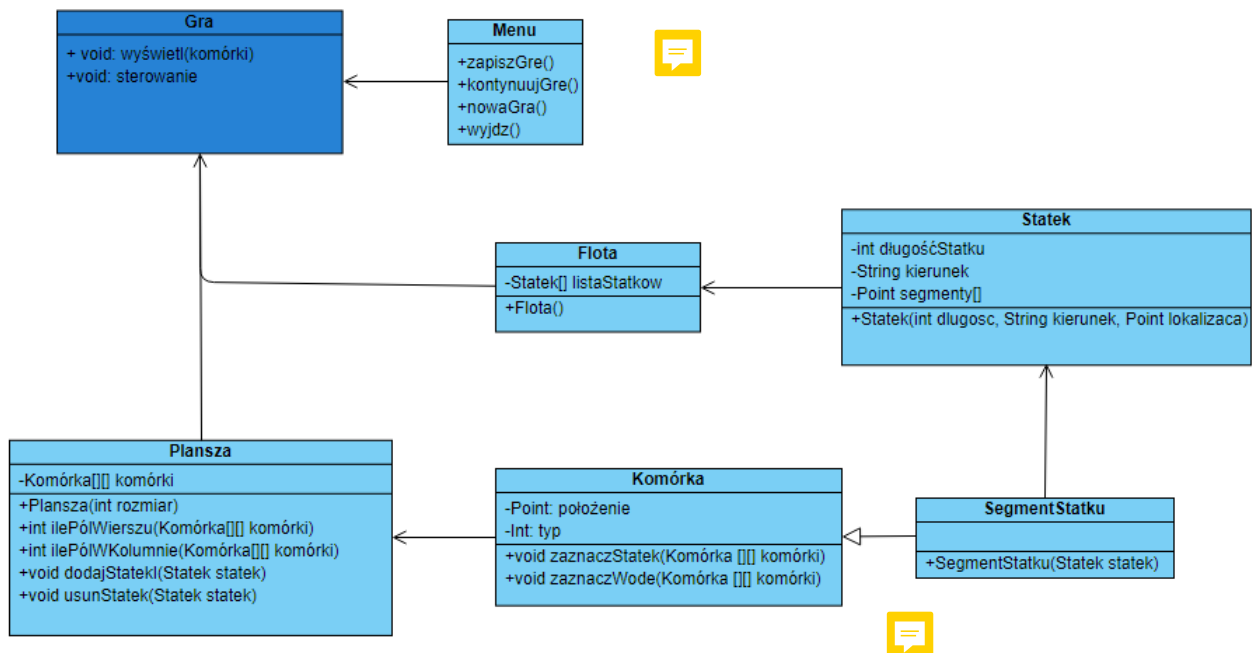 Gra
+ void: wyświetl(komórki)
+void: sterowanie
Menu
+zapiszGre()
+kontynuujGre()
+nowaGra()
+wyjdz()
Flota
-Statek[] listaStatkow
+Flota()
Statek
-int długośćStatku
-String kierunek
-Point segmenty[]
+Statek(int dlugosc, String kierunek, Point lokalizaca)
Plansza
-Komórka[][] komórki
+Plansza(int rozmiar)
+int ilePólWierszu(Komórka[][] komórki)
+int ilePólWKolumnie(Komórka[][] komórki)
+void dodajStatekl(Statek statek)
+void usunStatek(Statek statek)
Komórka
-Point: położenie
-Int: typ
+void zaznaczStatek(Komórka [][] komórki)
+void zaznaczWode(Komórka [][] komórki)
SegmentStatku
+SegmentStatku(Statek statek)